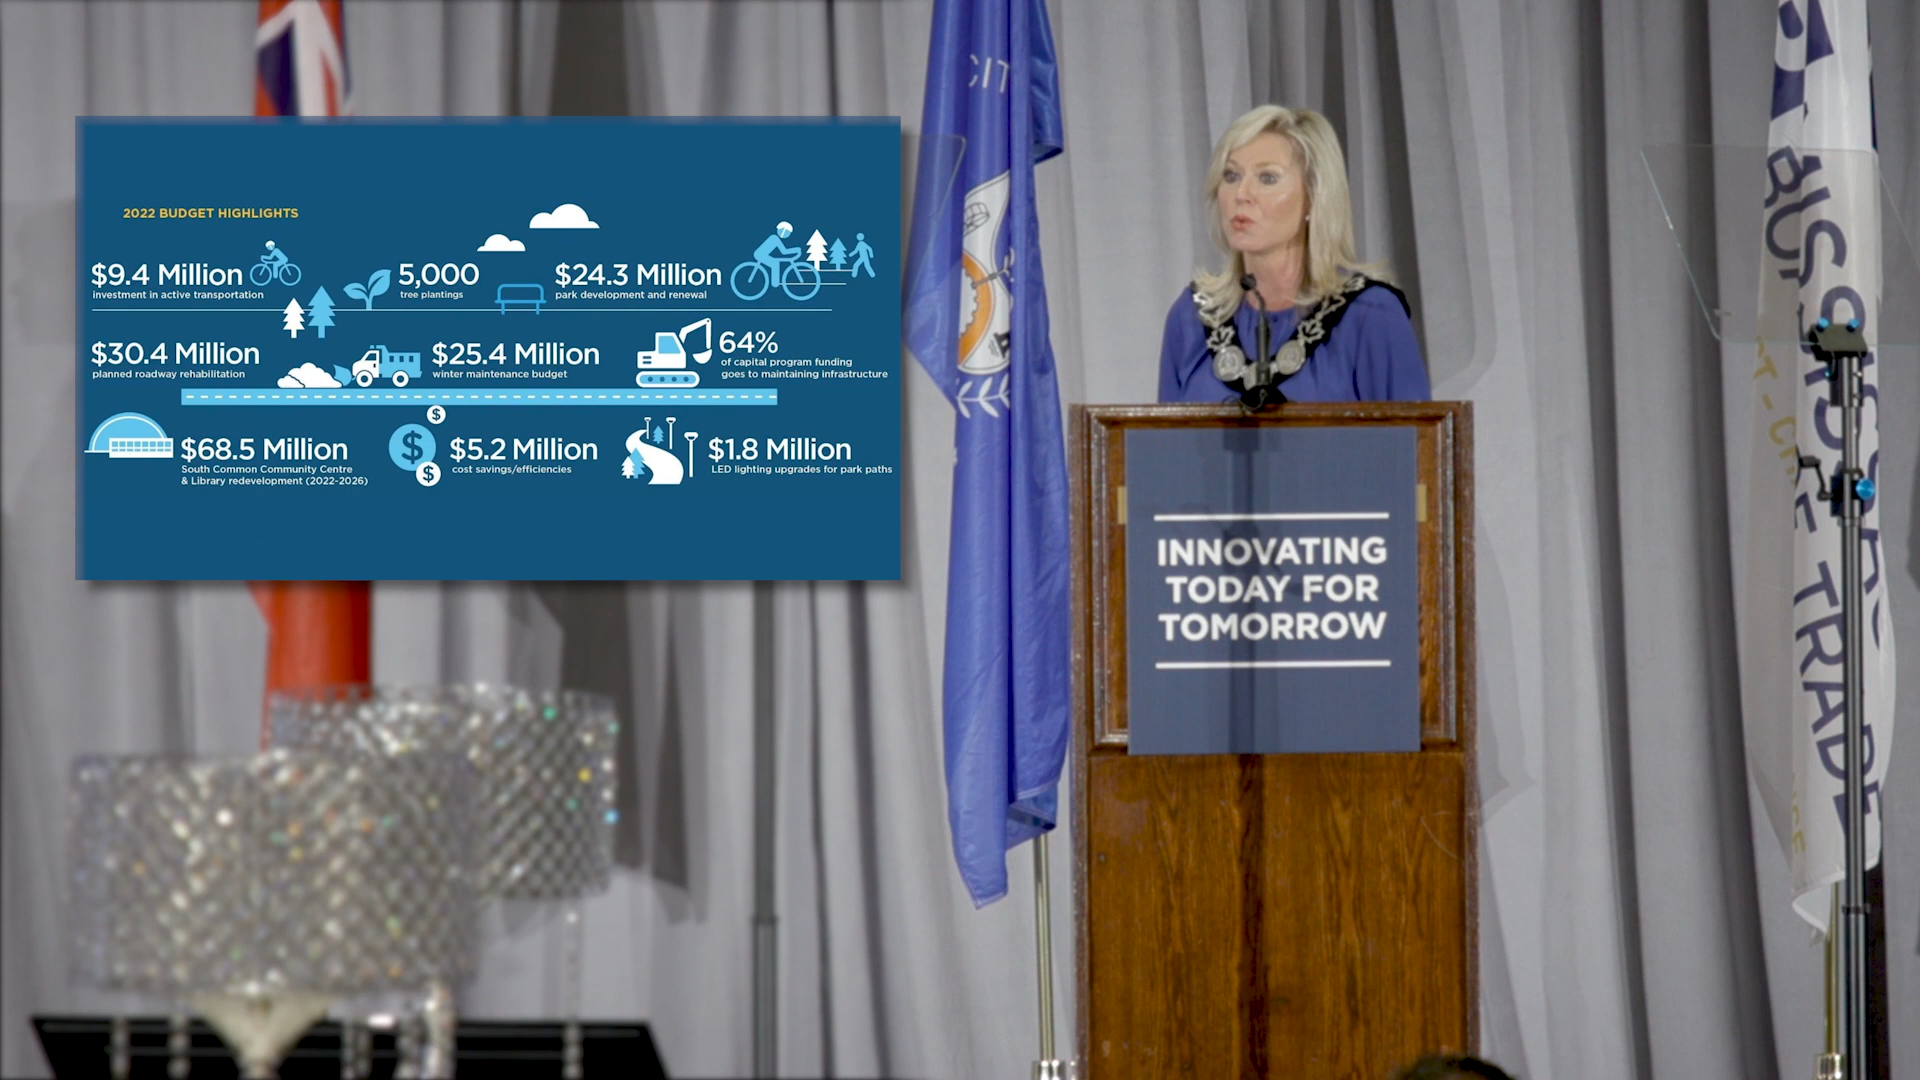 2022 BUDGET HIGHLIGHTS
$9.4 Million
investment in active transportation
5,000
tree plantings
$24.3 Million
park development and renewal
$30.4 Million
planned roadway rehabilitation
$25.4 Million
winter maintenance budget
64%
of capital program funding
goes to maintaining infrastructure
$68.5 Million
South Common Community Centre
& Library redevelopment (2022-2026)
$
$
$
$5.2 Million
cost savings/efficiencies
$1.8 Million
LED lighting upgrades for park paths
CIT
INNOVATING
TODAY FOR
TOMORROW
TRADE